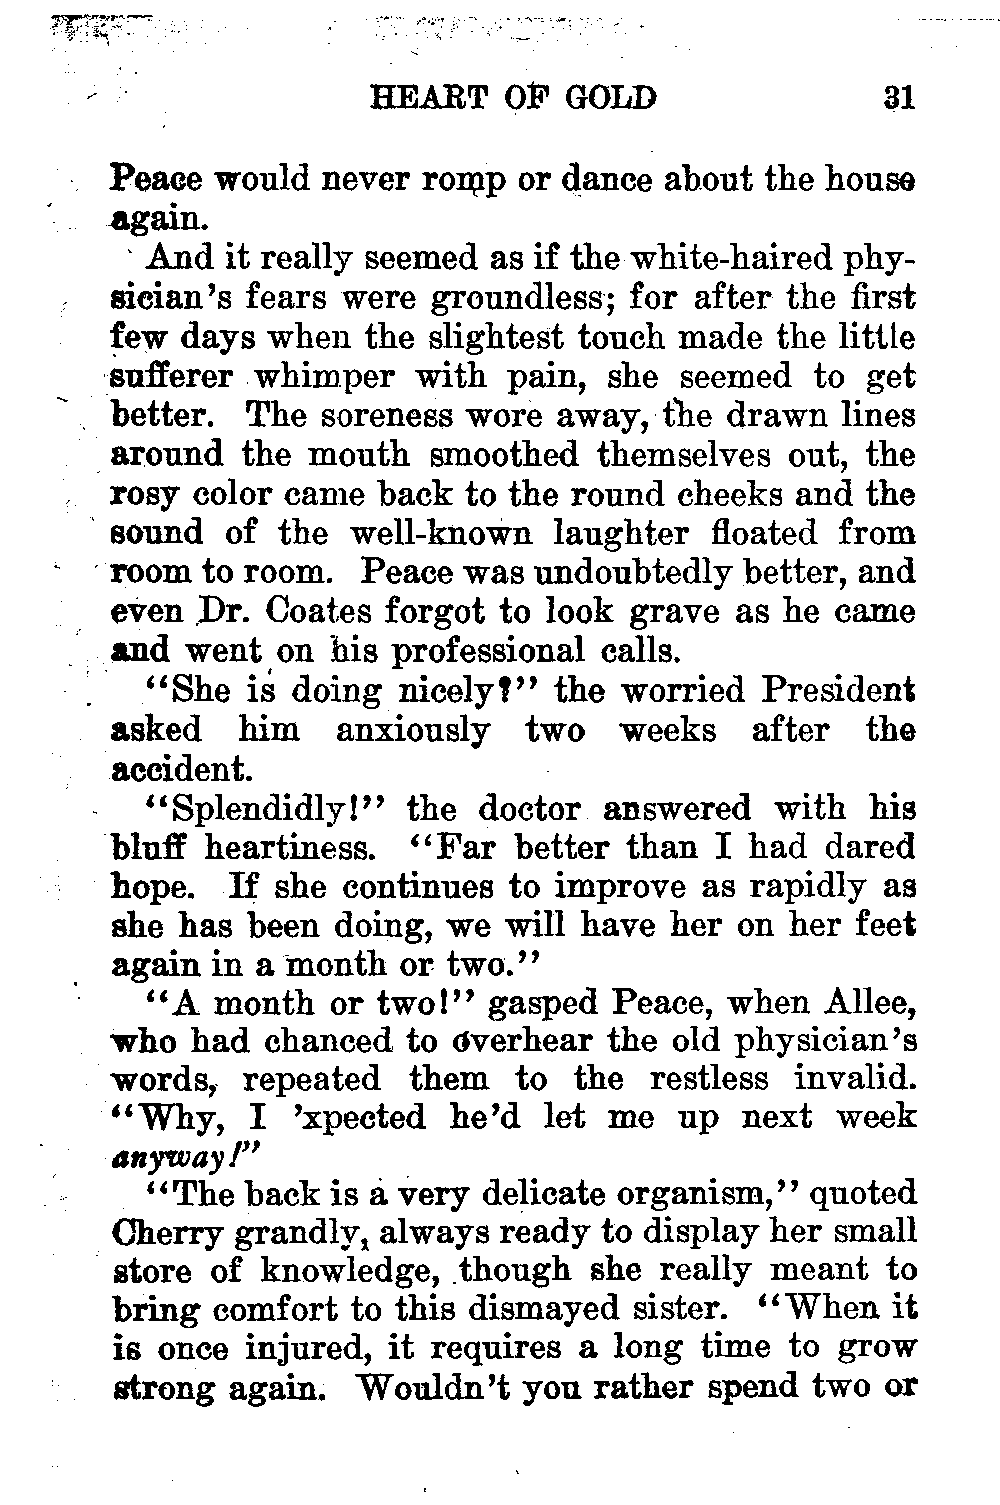 HEART OF GOLD 31
Peace would never romp or dance about the house
again.
And it really seemed as if the white-haired phy-
sician's fears were groundless; for after the first
few days when the slightest touch made the little
sufferer whimper with pain, she seemed to get
better. The soreness wore away, the drawn lines
around the mouth smoothed themselves out, the
rosy color came back to the round cheeks and the
sound of the well-known laughter floated from
room to room. Peace was undoubtedly better, and
even Dr. Coates forgot to look grave as he came
and went on his professional calls.
"She is doing nicely?" the worried President
asked him anxiously two weeks after the
accident.
"Splendidly!" the doctor answered with his
bluff heartiness. "Far better than I had dared
hope. If she continues to improve as rapidly as
she has been doing, we will have her on her feet
again in a month or two."
"A month or two!" gasped Peace, when Allee,
who had chanced to overhear the old physician's
words, repeated them to the restless invalid.
"Why, I 'xpected he'd let me up next week
anyway!"
"The back is a very delicate organism," quoted
Cherry grandly, always ready to display her small
store of knowledge, though she really meant to
bring comfort to this dismayed sister. "When it
is once injured, it requires a long time to grow
strong again. Wouldn't you rather spend two or